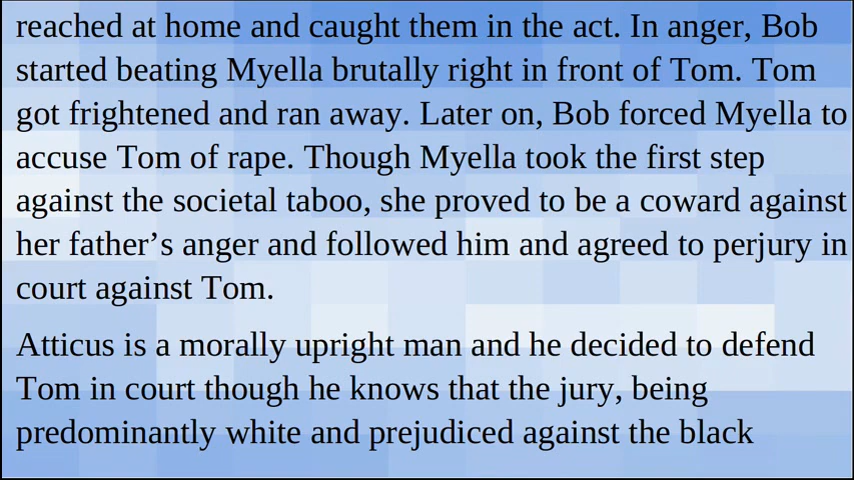 reached at home and caught them in the act. In anger, Bob
started beating Myella brutally right in front of Tom. Tom
got frightened and ran away. Later on, Bob forced Myella to
accuse Tom of rape. Though Myella took the first step
against the societal taboo, she proved to be a coward against
her father’s anger and followed him and agreed to perjury in
court against Tom.
Atticus is a morally upright man and he decided to defend
Tom in court though he knows that the jury, being
predominantly white and prejudiced against the black